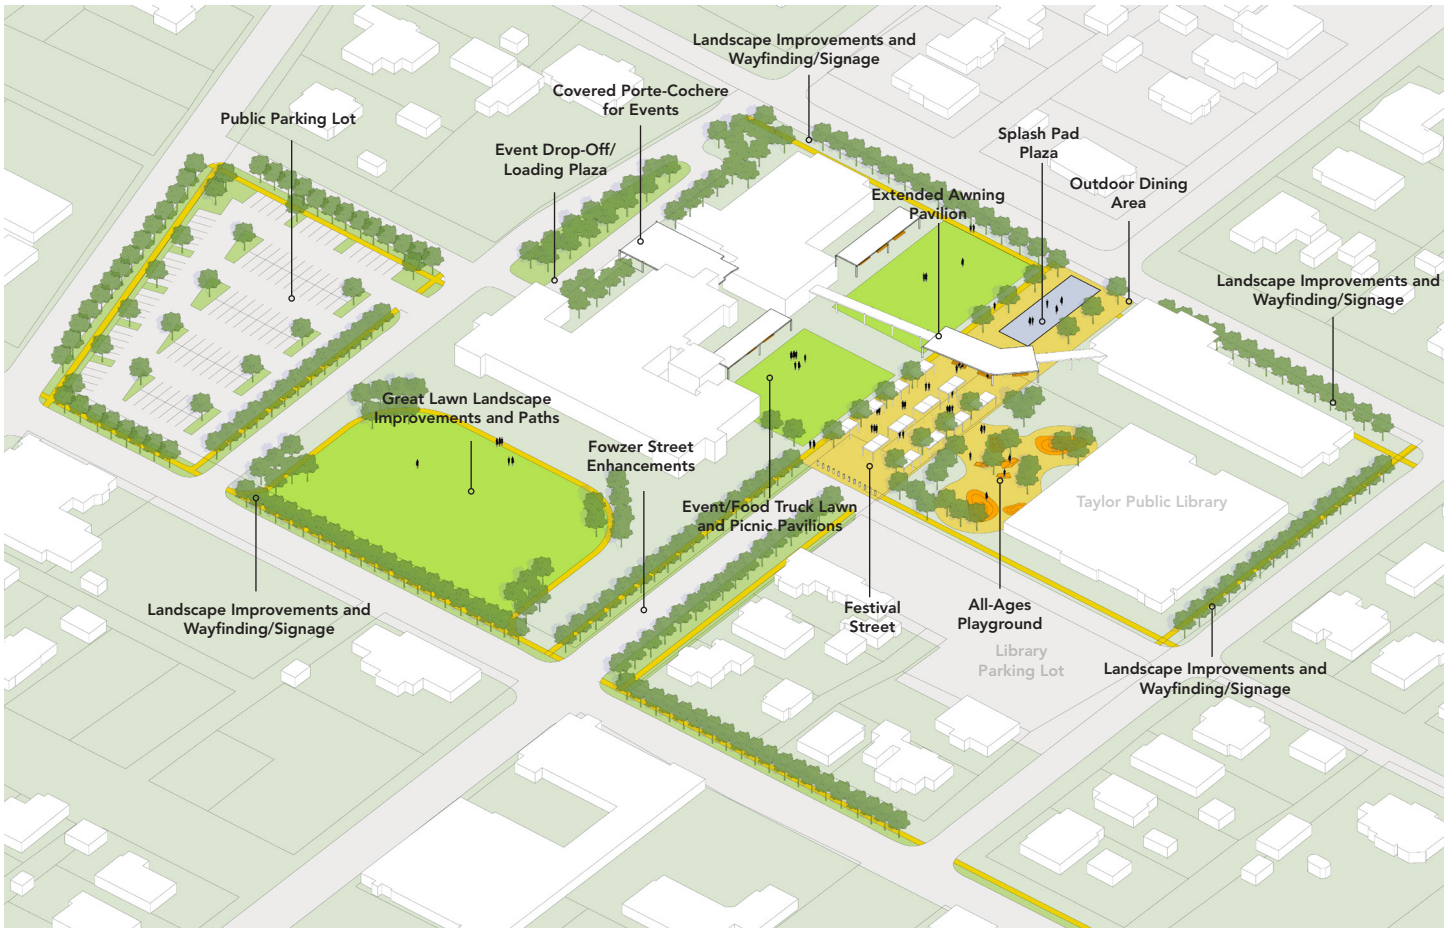 Landscape Improvements and
Wayfinding/Signage
Covered Porte-Cochere
for Events
Public Parking Lot
Event Drop-Off/
Loading Plaza
Splash Pad
Plaza
Extended Awning
Pavilion
Outdoor Dining
Area
Landscape Improvements and
Wayfinding/Signage
Great Lawn Landscape
Improvements and Paths
Fowzer Street
Enhancements
Event/Food Truck Lawn
and Picnic Pavilions
Taylor Public Library
Landscape Improvements and
Wayfinding/Signage
Festival
Street
All-Ages
Playground
Library
Parking Lot
Landscape Improvements and
Wayfinding/Signage